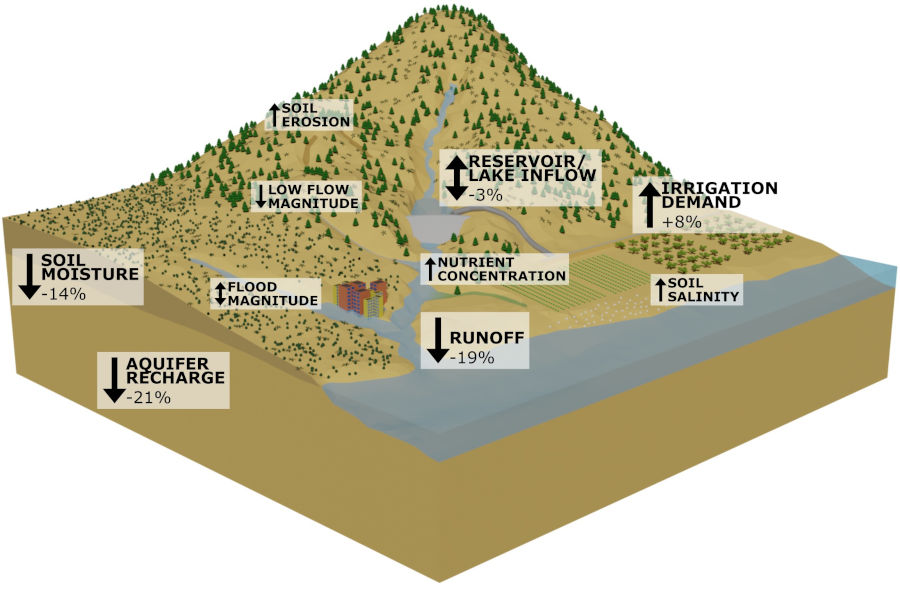 SOIL
EROSION
RESERVOIR/
LAKE INFLOW
-3%
LOW FLOW
MAGNITUDE
IRRIGATION
DEMAND
+8%
SOIL
MOISTURE
-14%
NUTRIENT
CONCENTRATION
FLOOD
MAGNITUDE
SOIL
SALINITY
RUNOFF
-19%
AQUIFER
RECHARGE
-21%